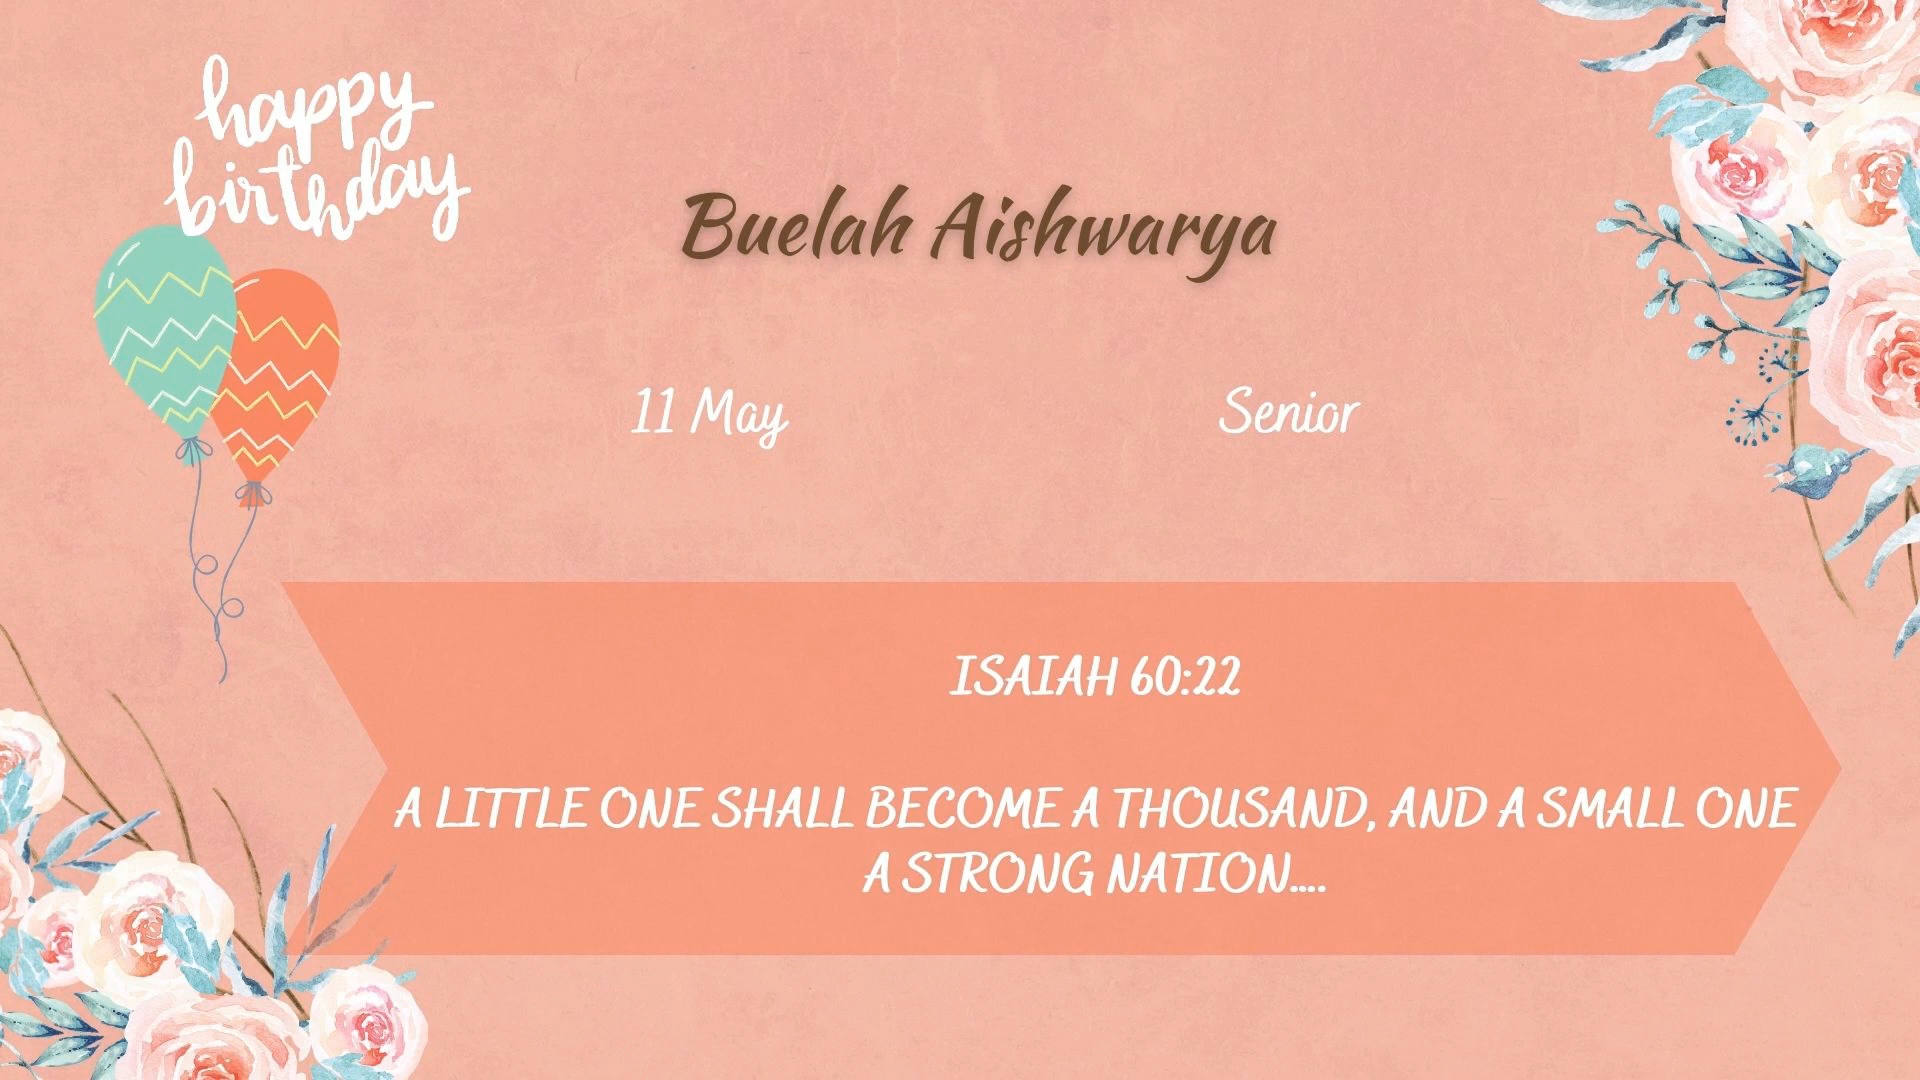 happy
birthday
Buelah Aishwarya
11 May
Senior
ISAIAH 60:22
A LITTLE ONE SHALL BECOME A THOUSAND, AND A SMALL ONE
A STRONG NATION....